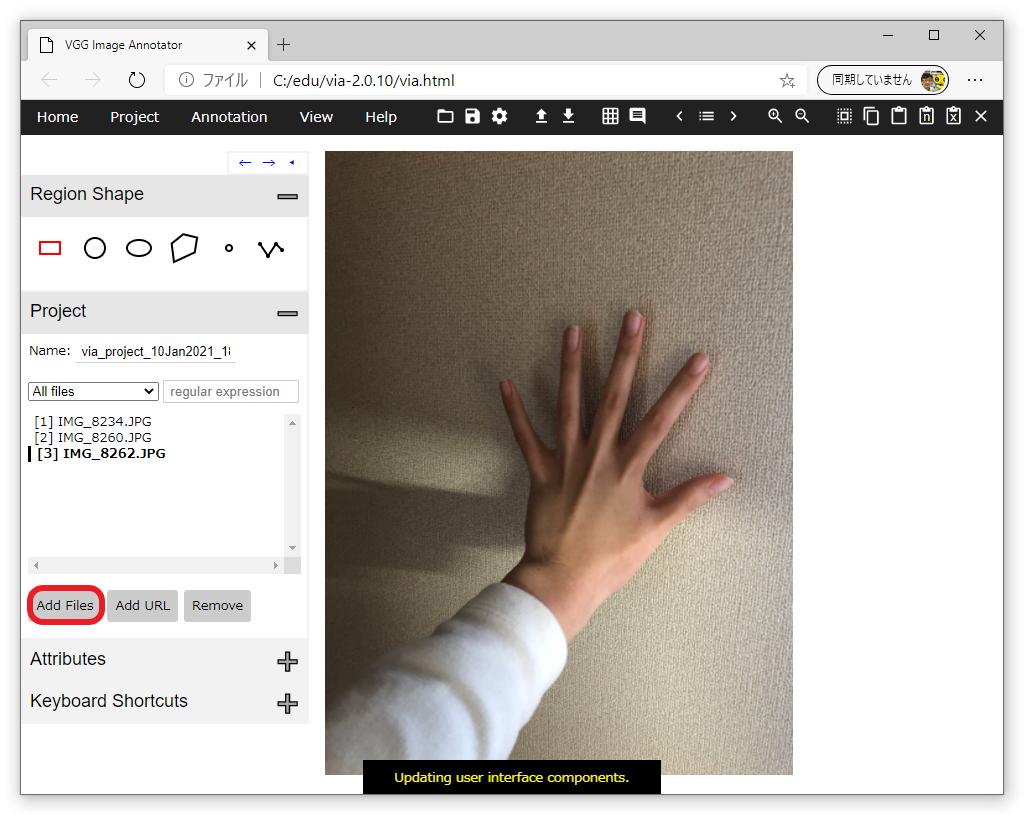 VGG Image Annotator
ファイル
C:/edu/via-2.0.10/via.html
同期していません
Home Project Annotation View Help
Region Shape
Project
Name: via_project_10Jan2021_18
All files regular expression
[1] IMG_8234.JPG
[2] IMG_8260.JPG
[3] IMG_8262.JPG
Add Files Add URL Remove
Attributes
Keyboard Shortcuts
Updating user interface components.